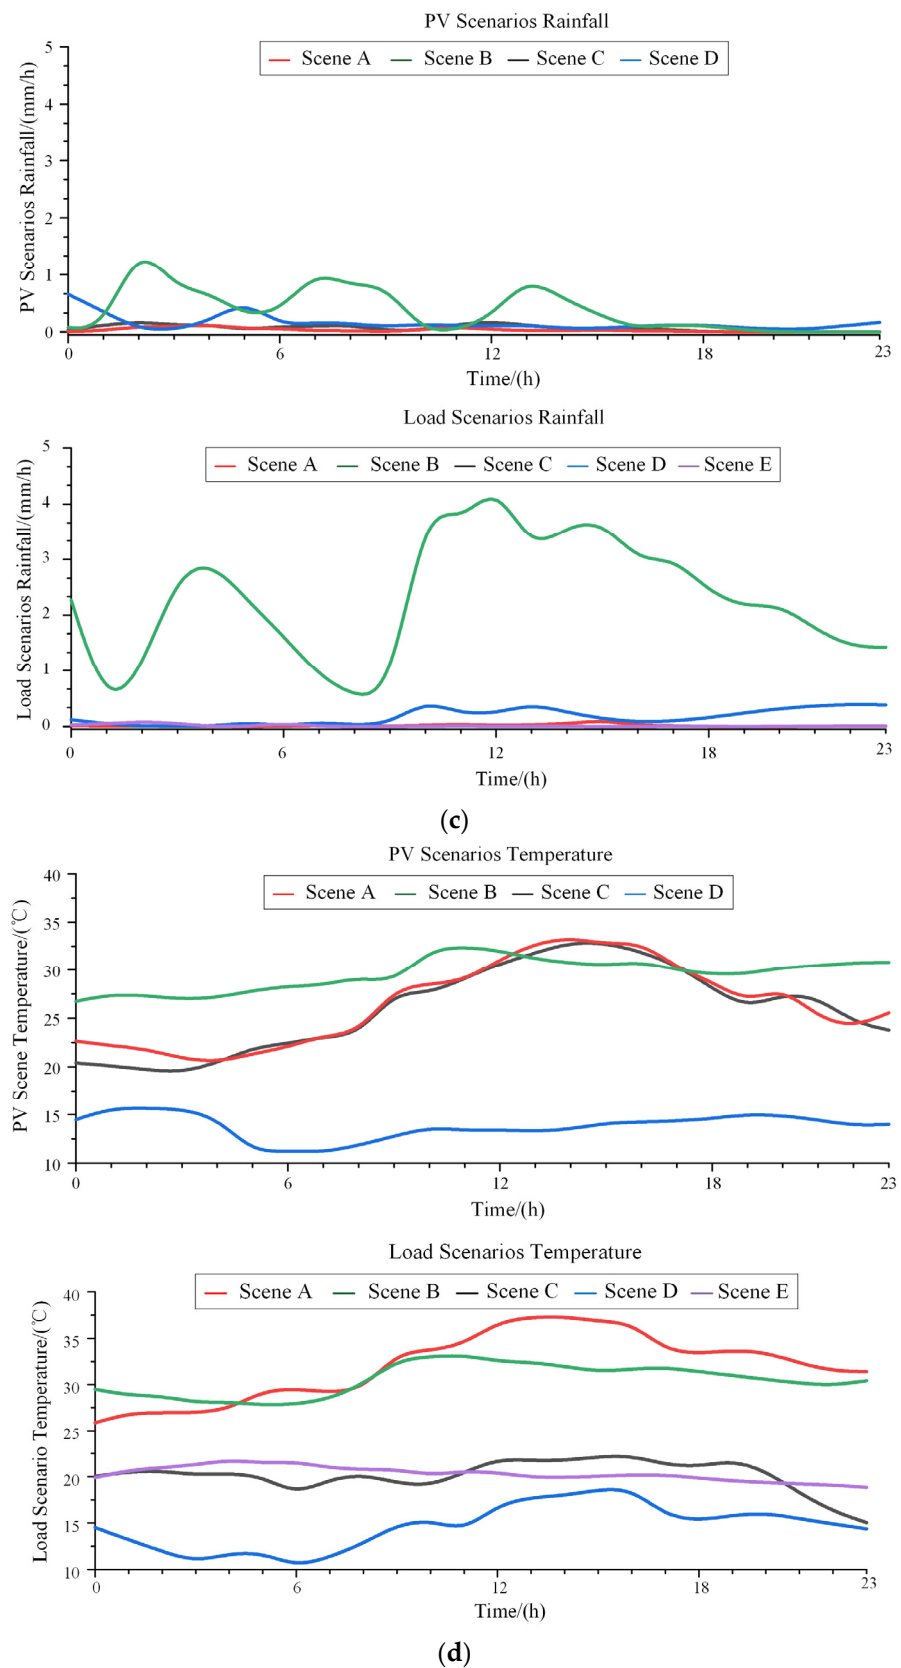 PV Scenarios Rainfall
Scene A Scene B Scene C Scene D
PV Scenarios Rainfall/(mm/h)
5
4
3
2
1
0
0 6 12 18 23
Time/(h)
Load Scenarios Rainfall
Scene A Scene B Scene C Scene D Scene E
Load Scenarios Rainfall/(mm/h)
5
4
3
2
1
0
0 6 12 18 23
Time/(h)
(c)
PV Scenarios Temperature
Scene A Scene B Scene C Scene D
PV Scene Temperature/(℃)
40
35
30
25
20
15
10
0 6 12 18 23
Time/(h)
Load Scenarios Temperature
Scene A Scene B Scene C Scene D Scene E
Load Scenario Temperature/(℃)
40
35
30
25
20
15
10
0 6 12 18 23
Time/(h)
(d)